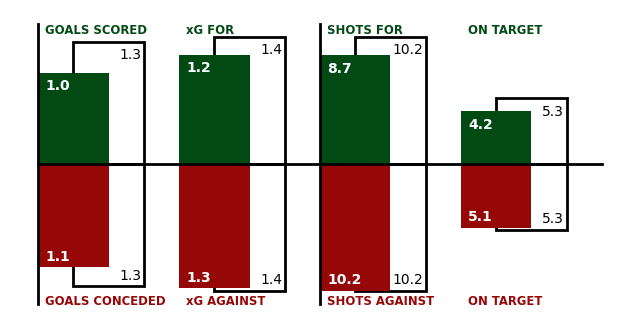 GOALS SCORED xG FOR SHOTS FOR ON TARGET
1.3 1.4 10.2
1.0 1.2 8.7
4.2 5.3
5.1 5.3
1.1 1.3 1.3 1.4 10.2 10.2
GOALS CONCEDED xG AGAINST SHOTS AGAINST ON TARGET